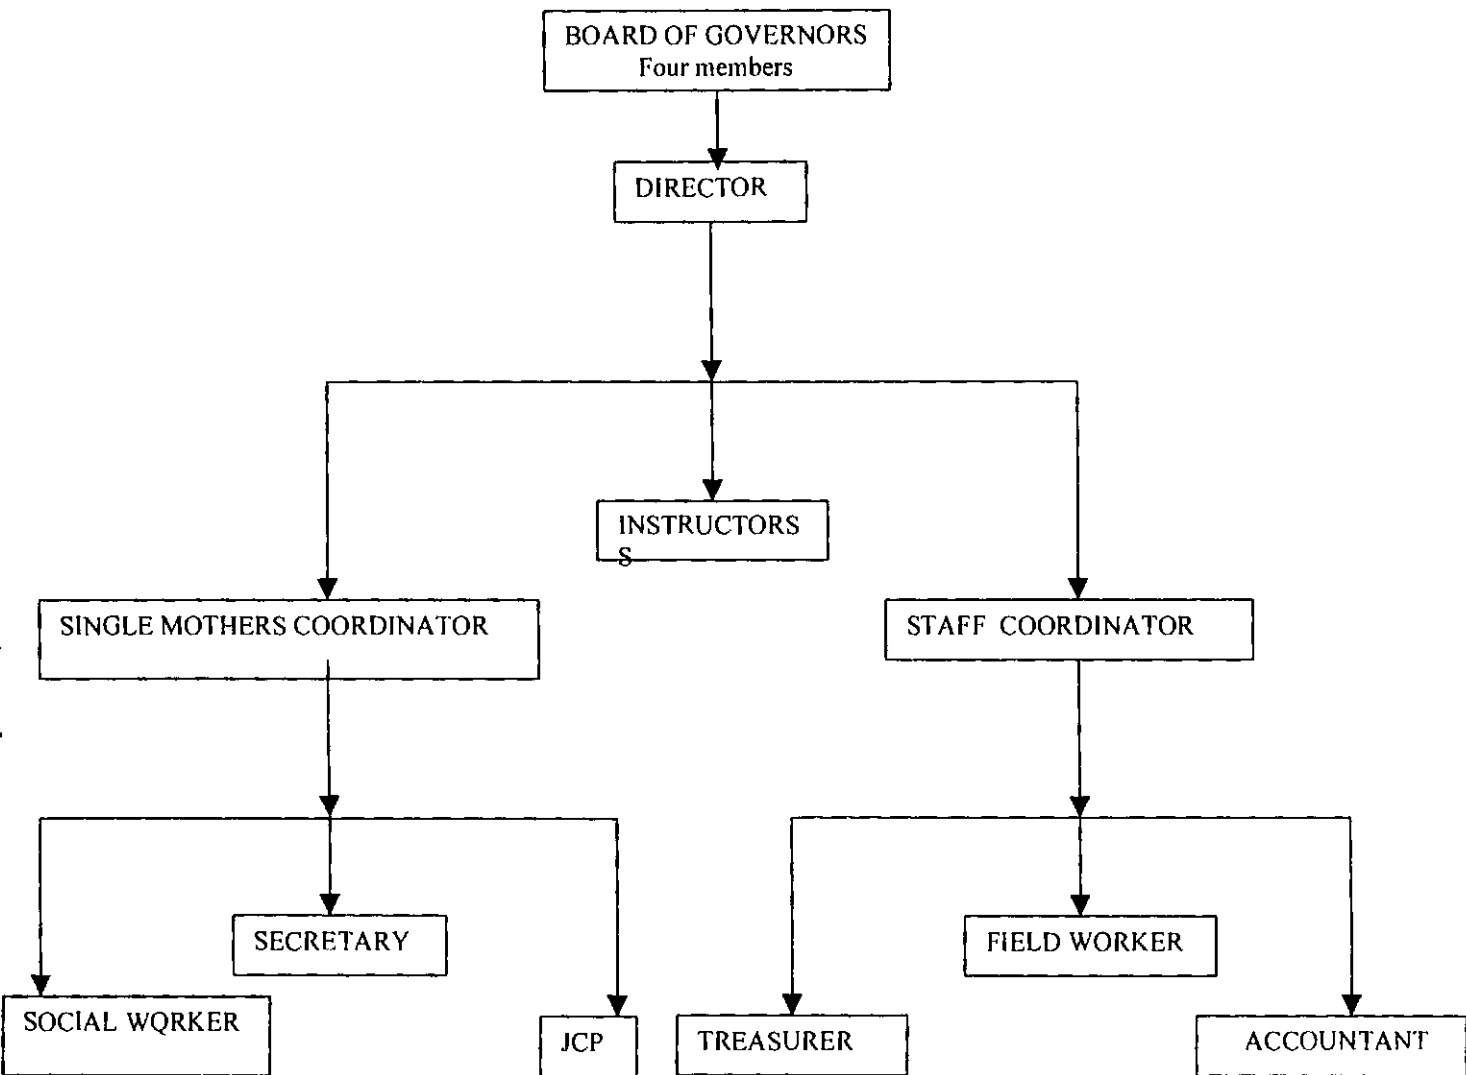 BOARD OF GOVERNORS
Four members
DIRECTOR
INSTRUCTORS
S
SINGLE MOTHERS COORDINATOR
STAFF COORDINATOR
SECRETARY
FIELD WORKER
SOCIAL WQRKER
JCP
TREASURER
ACCOUNTANT